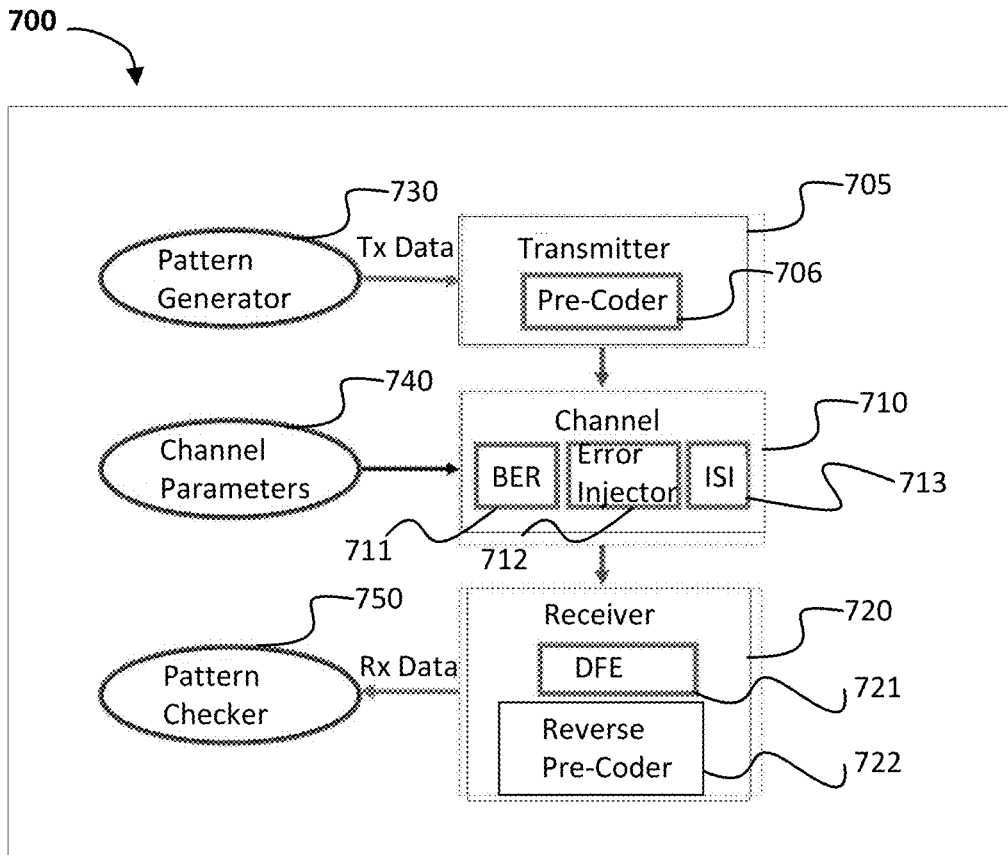 700
730
705
Tx Data
Transmitter
706
Pattern
Generator
Pre-Coder
740
710
Channel
Channel
Parameters
BER
Error
Injector
ISI
713
711
712
750
Receiver
720
Rx Data
DFE
Pattern
Checker
721
Reverse
Pre-Coder
722